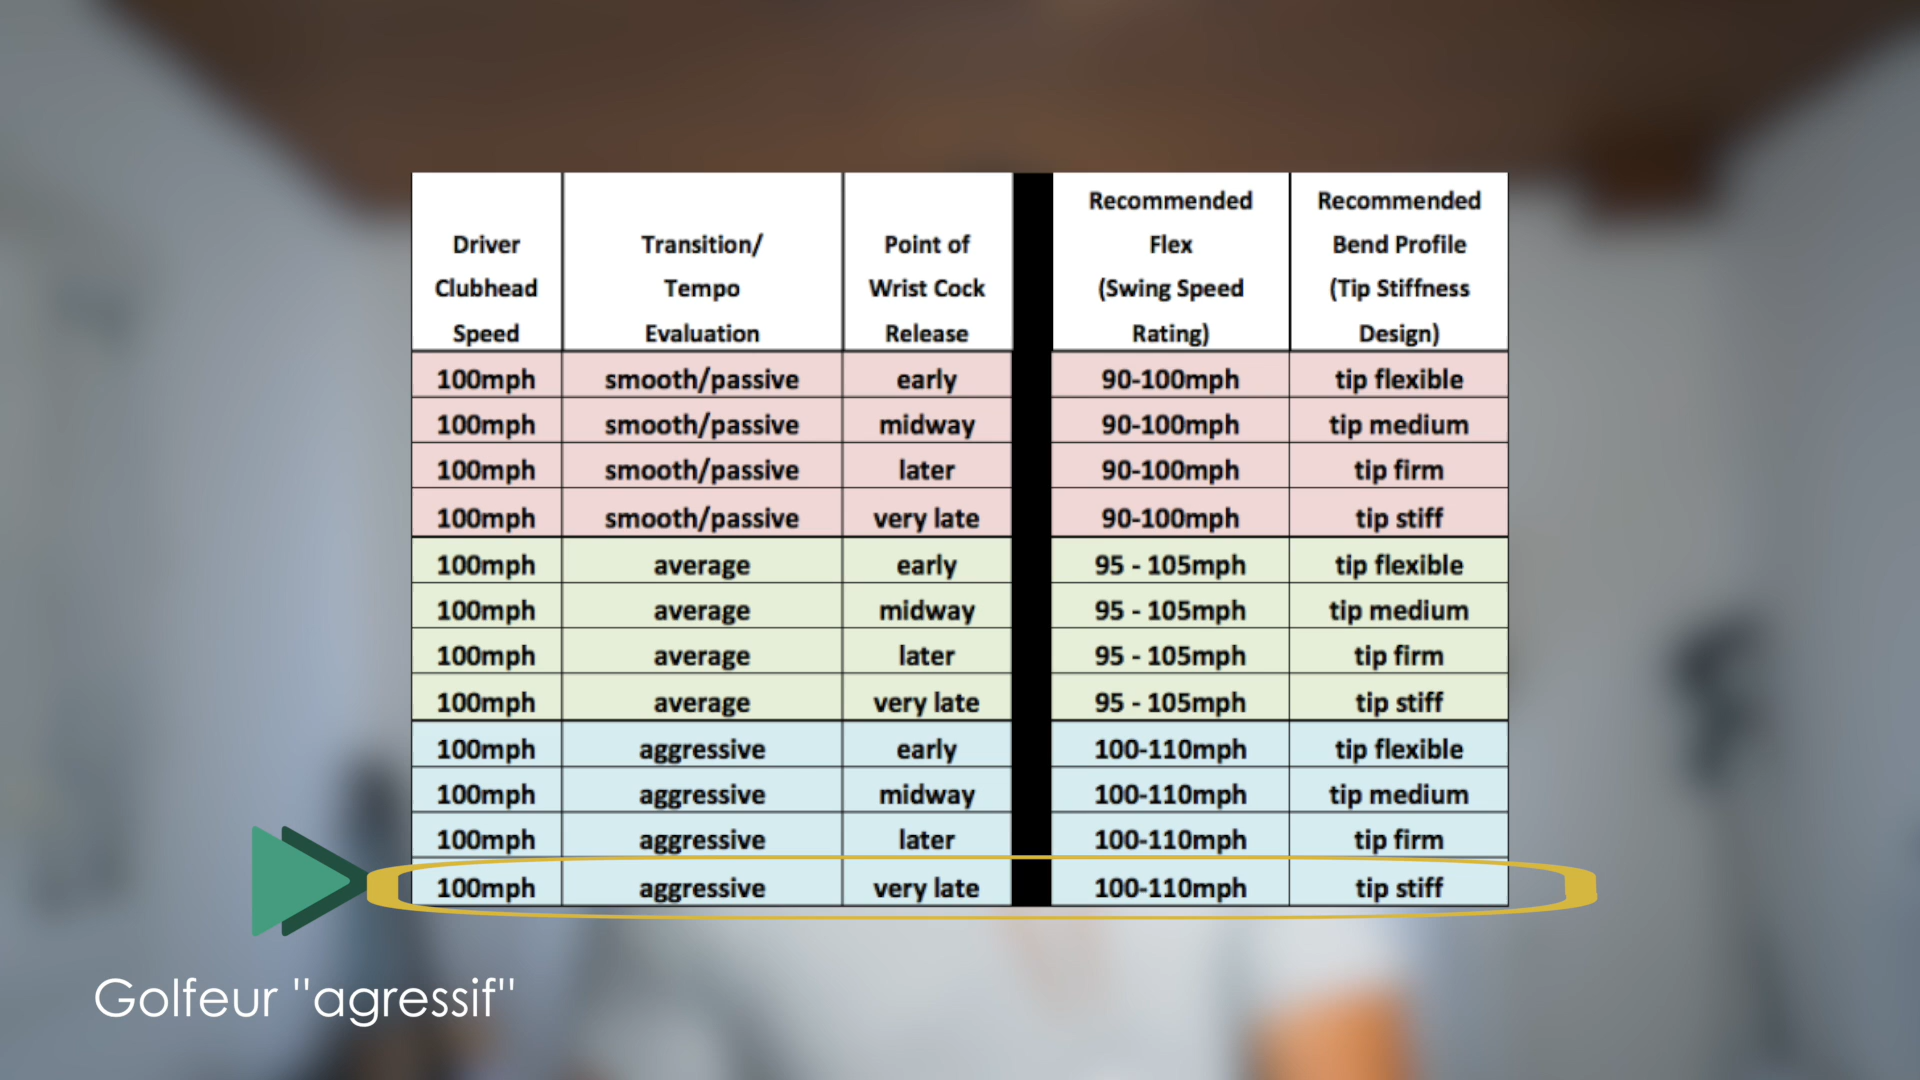 Driver Clubhead Speed | Transition/ Tempo Evaluation | Point of Wrist Cock Release | Recommended Flex (Swing Speed Rating) | Recommended Bend Profile (Tip Stiffness Design)
100mph | smooth/passive | early | 90-100mph | tip flexible
100mph | smooth/passive | midway | 90-100mph | tip medium
100mph | smooth/passive | later | 90-100mph | tip firm
100mph | smooth/passive | very late | 90-100mph | tip stiff
100mph | average | early | 95 - 105mph | tip flexible
100mph | average | midway | 95 - 105mph | tip medium
100mph | average | later | 95 - 105mph | tip firm
100mph | average | very late | 95 - 105mph | tip stiff
100mph | aggressive | early | 100-110mph | tip flexible
100mph | aggressive | midway | 100-110mph | tip medium
100mph | aggressive | later | 100-110mph | tip firm
100mph | aggressive | very late | 100-110mph | tip stiff
Golfeur "agressif"